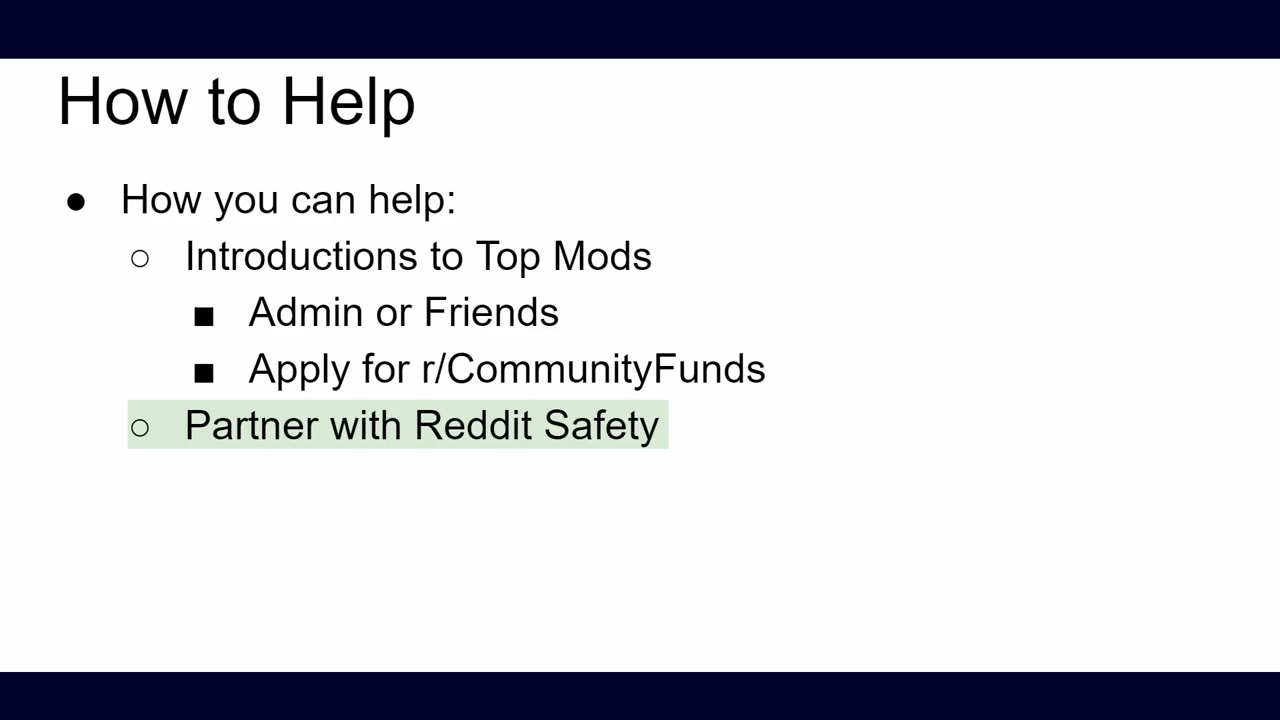 How to Help
● How you can help:
○ Introductions to Top Mods
■ Admin or Friends
■ Apply for r/CommunityFunds
○ Partner with Reddit Safety